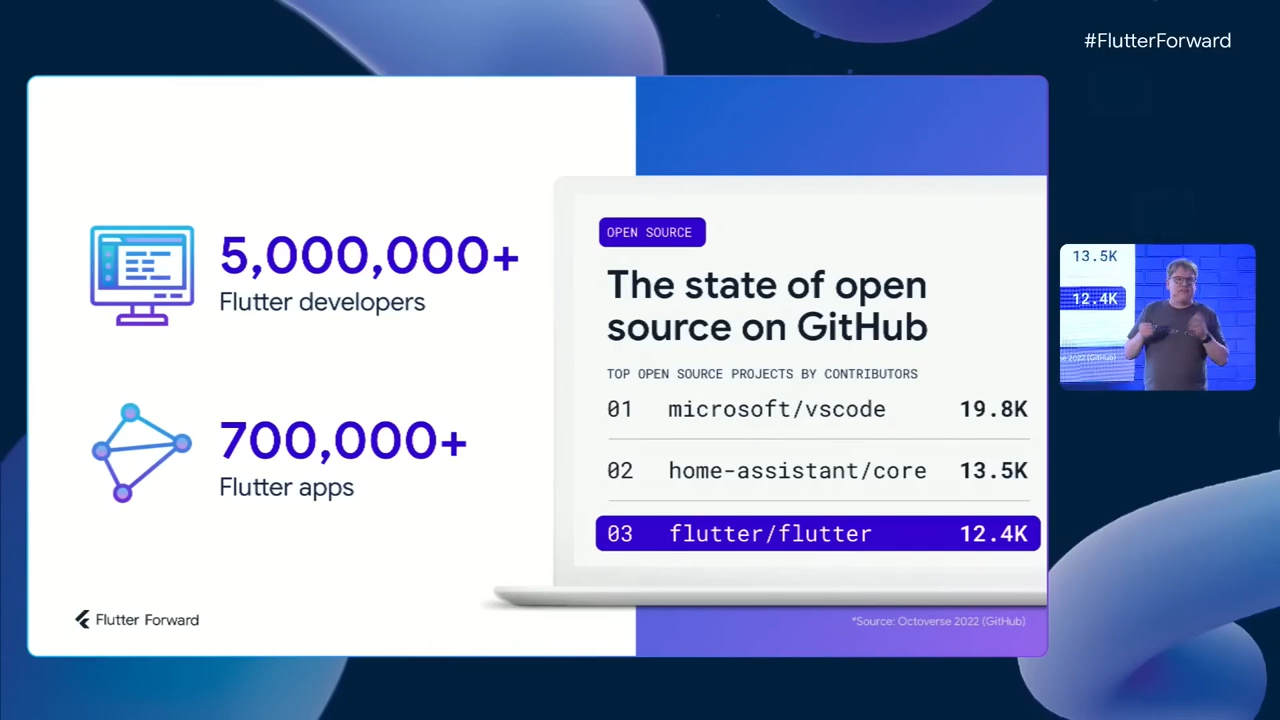 #FlutterForward
5,000,000+
Flutter developers
700,000+
Flutter apps
Flutter Forward
OPEN SOURCE
The state of open
source on GitHub
TOP OPEN SOURCE PROJECTS BY CONTRIBUTORS
01 microsoft/vscode 19.8K
02 home-assistant/core 13.5K
03 flutter/flutter 12.4K
*Source: Octoverse 2022 (GitHub)
13.5K
12.4K
2022 (GitHub)